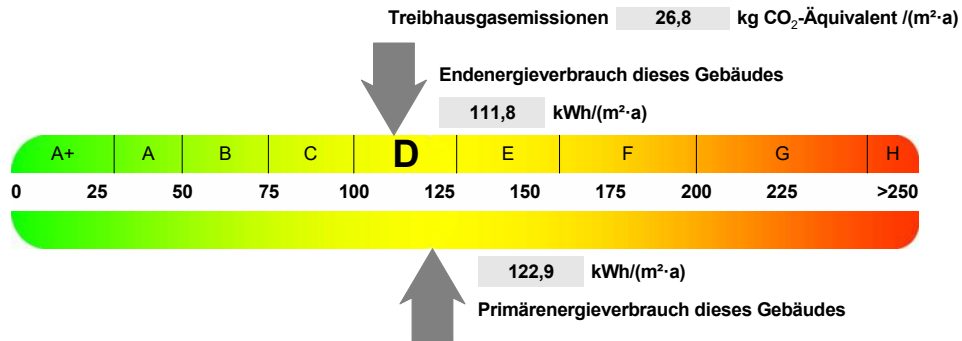 Treibhausgasemissionen 26,8 kg CO₂-Äquivalent /(m²·a)
Endenergieverbrauch dieses Gebäudes
111,8 kWh/(m²·a)
A+ A B C D E F G H
0 25 50 75 100 125 150 175 200 225 >250
122,9 kWh/(m²·a)
Primärenergieverbrauch dieses Gebäudes